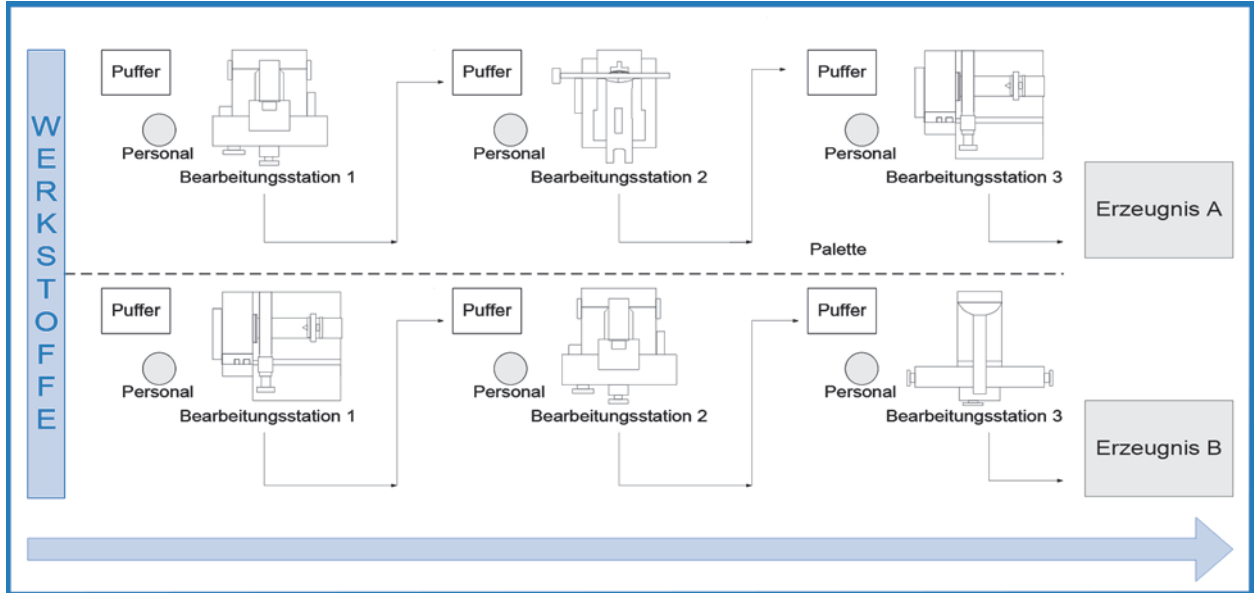 WERKSTOFFE
Puffer
Puffer
Puffer
Personal
Personal
Personal
Bearbeitungsstation 1
Bearbeitungsstation 2
Bearbeitungsstation 3
Erzeugnis A
Palette
Puffer
Puffer
Puffer
Personal
Personal
Personal
Bearbeitungsstation 1
Bearbeitungsstation 2
Bearbeitungsstation 3
Erzeugnis B